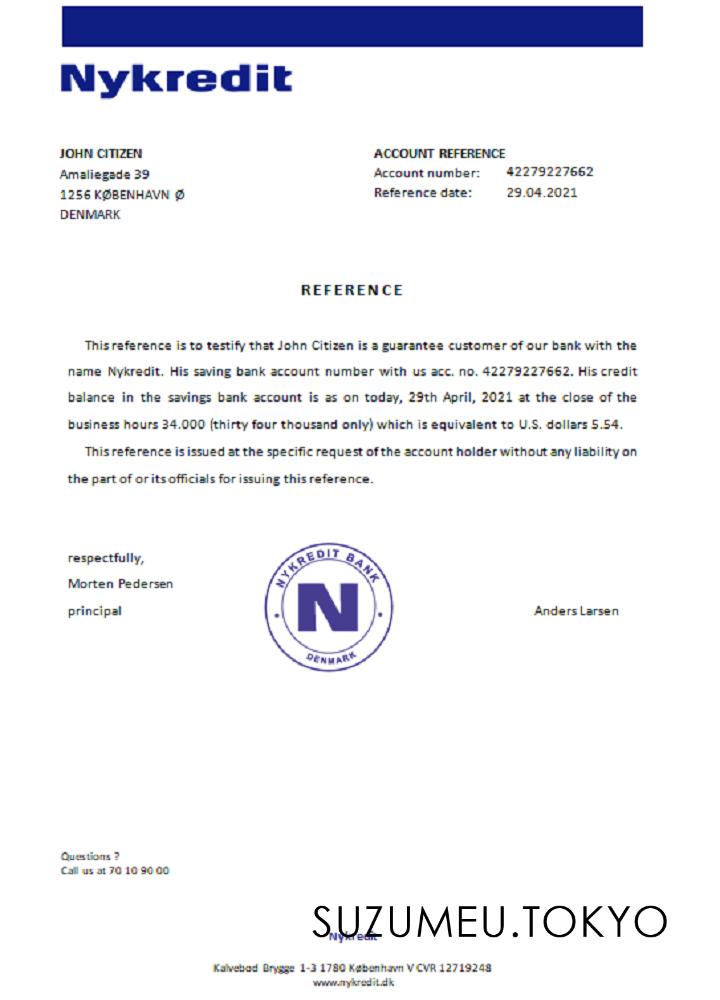 Nykredit
JOHN CITIZEN
Amaliegade 39
1256 KØBENHAVN Ø
DENMARK
ACCOUNT REFERENCE
Account number: 42279227662
Reference date: 29.04.2021
REFERENCE
This reference is to testify that John Citizen is a guarantee customer of our bank with the
name Nykredit. His saving bank account number with us acc. no. 42279227662. His credit
balance in the savings bank account is as on today, 29th April, 2021 at the close of the
business hours 34.000 (thirty four thousand only) which is equivalent to U.S. dollars 5.54.
This reference is issued at the specific request of the account holder without any liability on
the part of or its officials for issuing this reference.
respectfully,
Morten Pedersen
principal
NYKREDIT BANK
N
DENMARK
Anders Larsen
Questions ?
Call us at 70 10 90 00
SUZUMEU.TOKYO
Nykredit
Kalvebod Brygge 1-3 1780 København V CVR 12719248
www.nykredit.dk